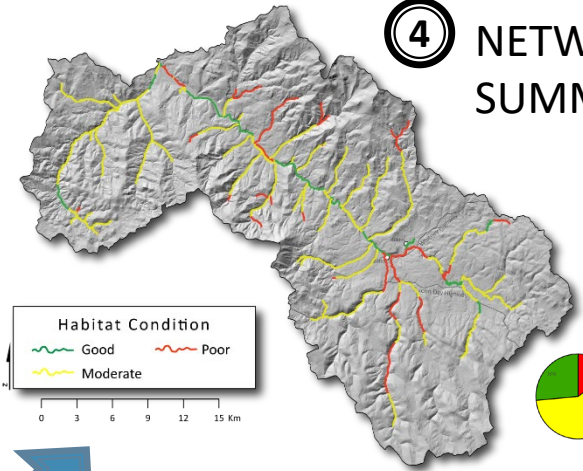 4
NETW
SUMM
Habitat Condition
Good
Poor
Moderate
N
0 3 6 9 12 15 Km